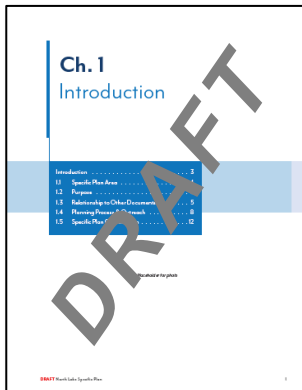 Ch. 1
Introduction
Introduction . . . . . . . . . . . . . . . . . . . . . 3
1.1 Specific Plan Area . . . . . . . . . . 4
1.2 Purpose
1.3 Relationship to Other Documents . . . 5
1.4 Planning Process & Outreach . . . . . . 8
1.5 Specific Plan . . . 12
Placeholder for photo
DRAFT
DRAFT North Lake Specific Plan